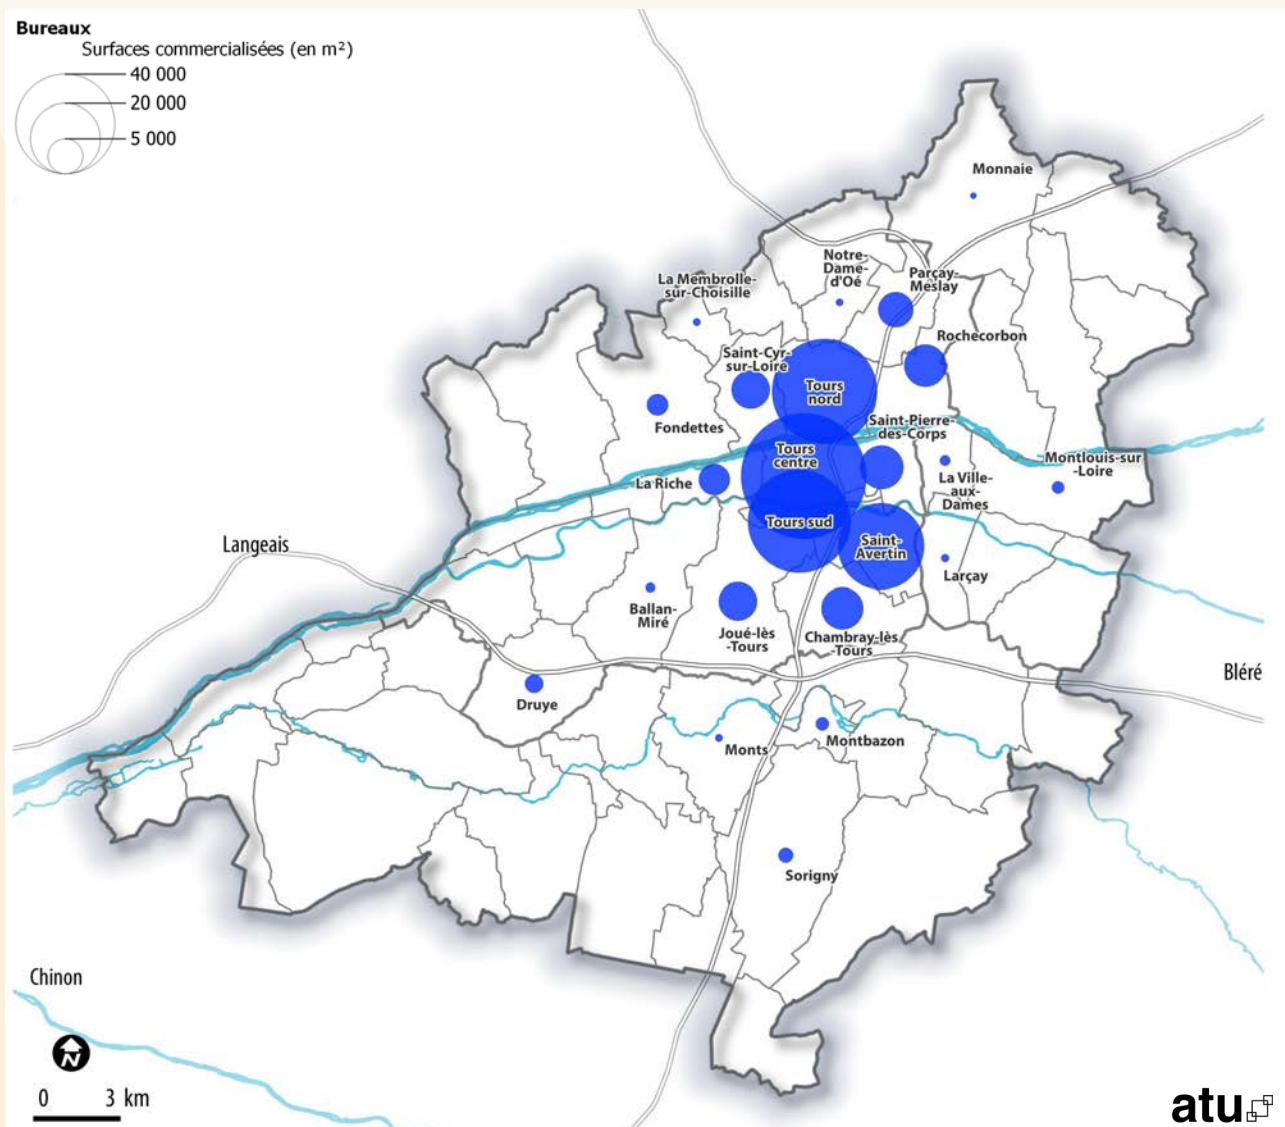 Bureaux
Surfaces commercialisées (en m²)
40 000
20 000
5 000
Monnaie
Notre-
Dame-
d'Oé
Parçay-
Meslay
La Membrolle-
sur-Choisille
Rochecorbon
Saint-Cyr-
sur-Loire
Tours
nord
Fondettes
Saint-Pierre-
des-Corps
Tours
centre
Montlouis-sur
-Loire
La Riche
La Ville-
aux-
Dames
Tours sud
Saint-
Avertin
Langeais
Larçay
Ballan-
Miré
Joué-lès
-Tours
Chambray-lès
-Tours
Bléré
Druye
Monts
Montbazon
Sorigny
Chinon
N
0 3 km
atu